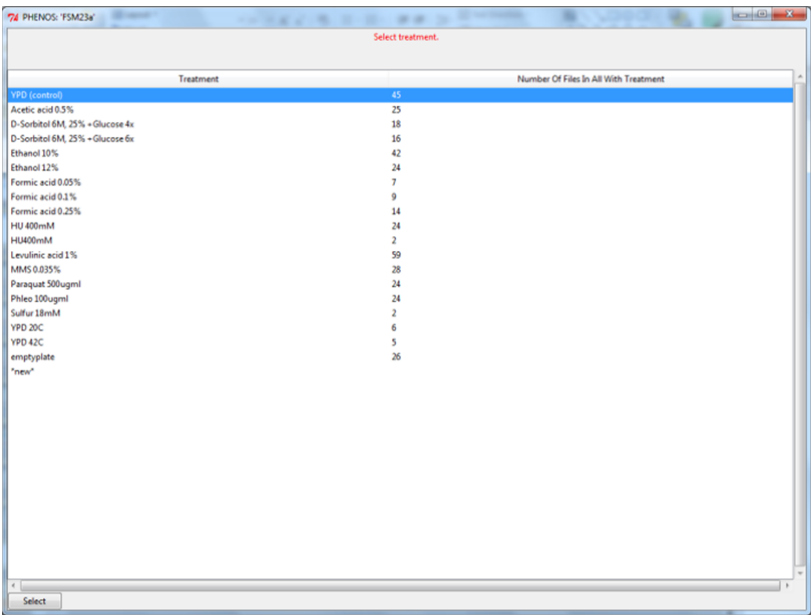 PHENOS: 'FSM23a'
Select treatment.
Treatment Number Of Files In All With Treatment
YPD (control) 45
Acetic acid 0.5% 25
D-Sorbitol 6M, 25% +Glucose 4x 18
D-Sorbitol 6M, 25% +Glucose 6x 16
Ethanol 10% 42
Ethanol 12% 24
Formic acid 0.05% 7
Formic acid 0.1% 9
Formic acid 0.25% 14
HU 400mM 24
HU400mM 2
Levulinic acid 1% 59
MMS 0.035% 28
Paraquat 500ugml 24
Phleo 100ugml 24
Sulfur 18mM 2
YPD 20C 6
YPD 42C 5
emptyplate 26
"new"
Select